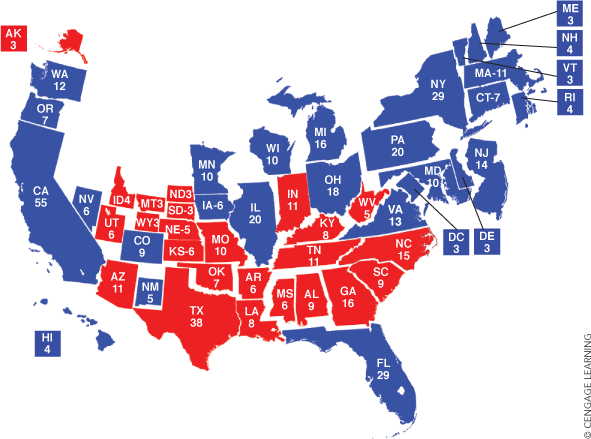 AK
3
ME
3
NH
4
VT
3
RI
4
WA
12
OR
7
CA
55
NV
6
ID4
MT3
WY3
UT
6
CO
9
AZ
11
NM
5
ND3
SD-3
NE-5
KS-6
OK
7
TX
38
MN
10
IA-6
MO
10
AR
6
LA
8
WI
10
IL
20
MI
16
IN
11
OH
18
KY
8
TN
11
MS
6
AL
9
GA
16
FL
29
SC
9
NC
15
VA
13
WV
5
PA
20
NY
29
MA-11
CT-7
NJ
14
MD
10
DC
3
DE
3
HI
4
© CENGAGE LEARNING